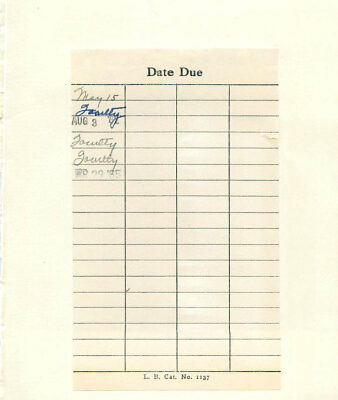 Date Due
May 15
Faculty
AUG 3
Faculty
Faculty
L. B. Cat. No. 1137